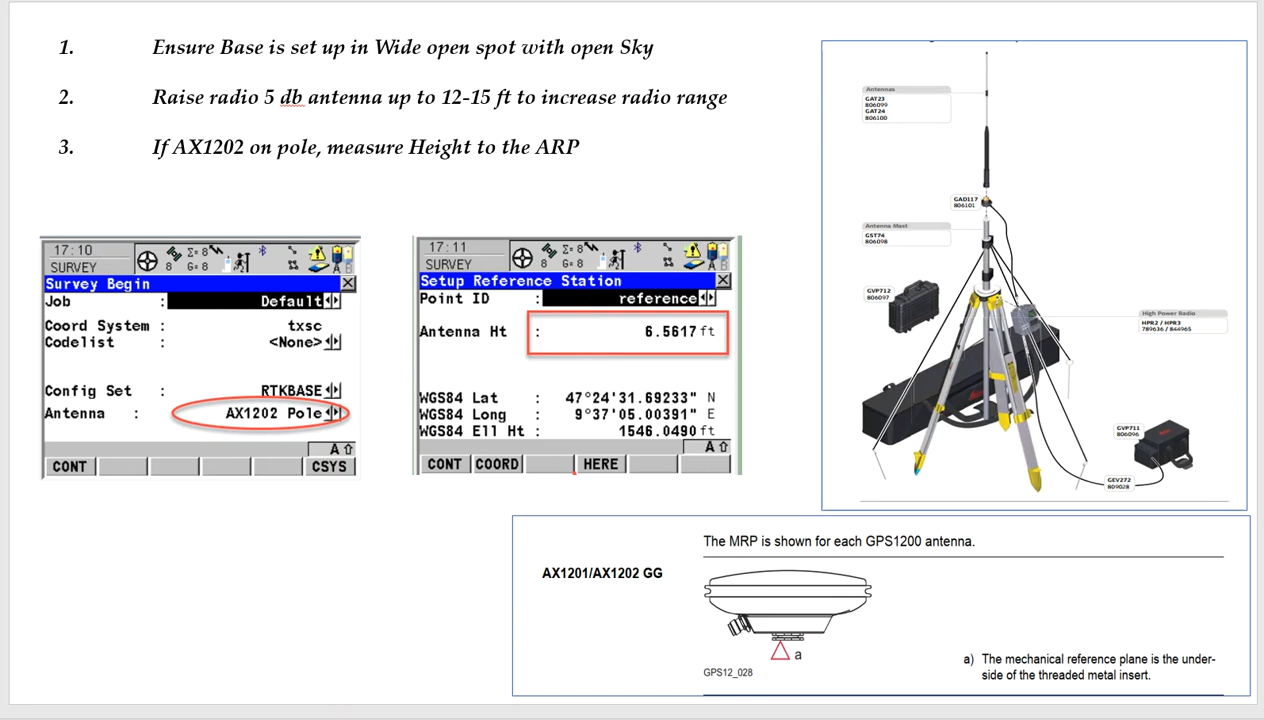 1. Ensure Base is set up in Wide open spot with open Sky
2. Raise radio 5 db antenna up to 12-15 ft to increase radio range
3. If AX1202 on pole, measure Height to the ARP
17:10
SURVEY
8
Σ=8
G=8
A
Survey Begin
Job : Default
Coord System : txsc
Codelist : <None>
Config Set : RTKBASE
Antenna : AX1202 Pole
A
CONT CSYS
17:11
SURVEY
8
Σ=8
G=8
A
Setup Reference Station
Point ID : reference
Antenna Ht : 6.5617 ft
WGS84 Lat : 47°24'31.69233" N
WGS84 Long : 9°37'05.00391" E
WGS84 Ell Ht : 1546.0490 ft
A
CONT COORD HERE
Antennas
GAT23
806099
GAT24
806100
GAD117
806101
Antenna Mast
GST74
806098
GVP712
806097
High Power Radio
HPR2 / HPR3
789636 / 844965
GVP711
806096
GEV272
809028
The MRP is shown for each GPS1200 antenna.
AX1201/AX1202 GG
a
GPS12_028
a) The mechanical reference plane is the under-
side of the threaded metal insert.